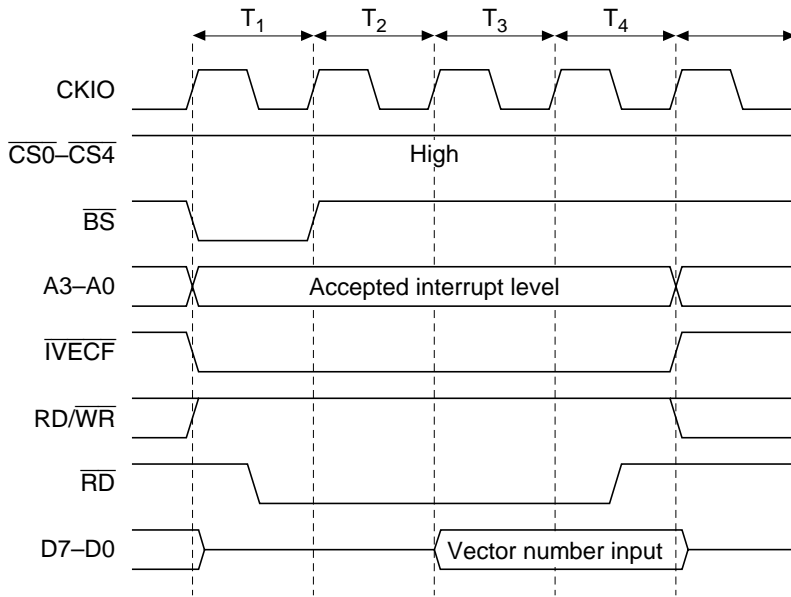 T1 T2 T3 T4
CKIO
CS0–CS4 High
BS
A3–A0 Accepted interrupt level
IVECF
RD/WR
RD
D7–D0 Vector number input